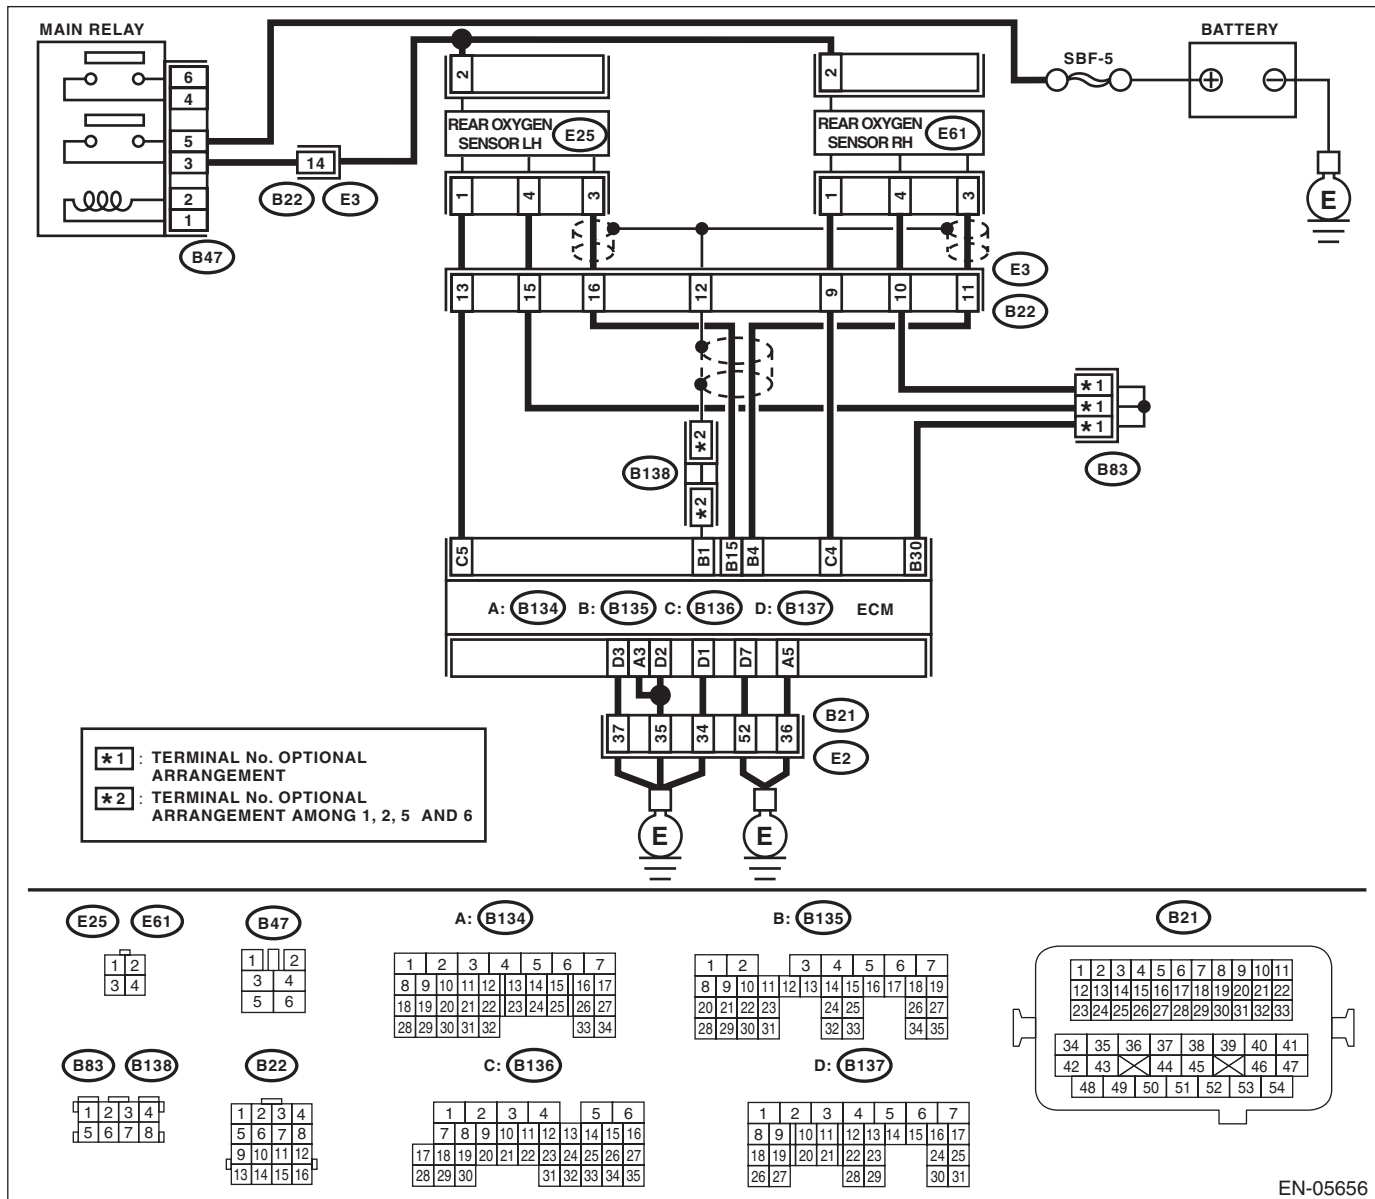 MAIN RELAY
BATTERY
SBF-5
6
4
5
3
2
1
B47
14
B22 E3
2
2
REAR OXYGEN
SENSOR LH
E25
REAR OXYGEN
SENSOR RH
E61
E
1 4 3
1 4 3
13 15 16 12 9 10 11
E3
B22
*1
*1
*1
B83
*2
B138
*2
C5 B1 B15 B4 C4 B30
A: B134 B: B135 C: B136 D: B137 ECM
D3 A3 D2 D1 D7 A5
37 35 34 52 36
B21
E2
E E
*1 : TERMINAL No. OPTIONAL
ARRANGEMENT
*2 : TERMINAL No. OPTIONAL
ARRANGEMENT AMONG 1, 2, 5 AND 6
E25 E61
1 2
3 4
B47
1 2
3 4
5 6
A: B134
1 2 3 4 5 6 7
8 9 10 11 12 13 14 15 16 17
18 19 20 21 22 23 24 25 26 27
28 29 30 31 32 33 34
B: B135
1 2 3 4 5 6 7
8 9 10 11 12 13 14 15 16 17 18 19
20 21 22 23 24 25 26 27
28 29 30 31 32 33 34 35
B21
1 2 3 4 5 6 7 8 9 10 11
12 13 14 15 16 17 18 19 20 21 22
23 24 25 26 27 28 29 30 31 32 33
34 35 36 37 38 39 40 41
42 43 44 45 46 47
48 49 50 51 52 53 54
B83 B138
1 2 3 4
5 6 7 8
B22
1 2 3 4
5 6 7 8
9 10 11 12
13 14 15 16
C: B136
1 2 3 4 5 6
7 8 9 10 11 12 13 14 15 16
17 18 19 20 21 22 23 24 25 26 27
28 29 30 31 32 33 34 35
D: B137
1 2 3 4 5 6 7
8 9 10 11 12 13 14 15 16 17
18 19 20 21 22 23 24 25
26 27 28 29 30 31
EN-05656